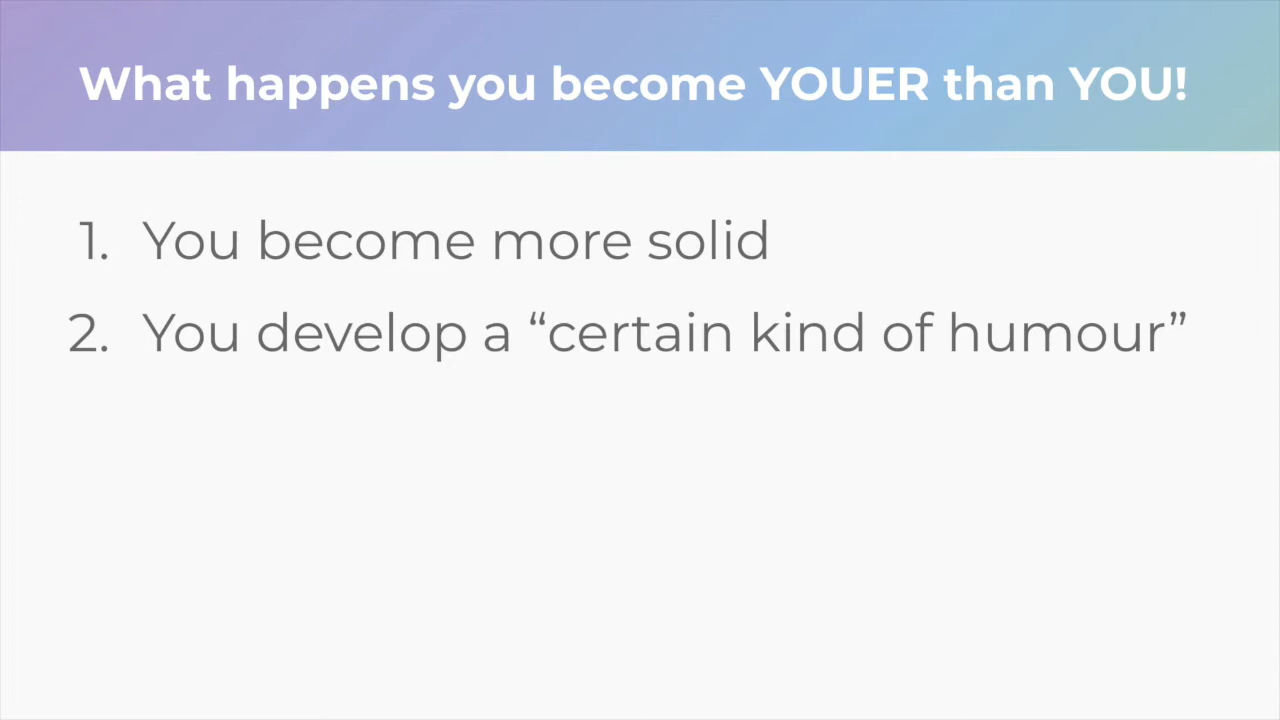 What happens you become YOUER than YOU!
1. You become more solid
2. You develop a “certain kind of humour”